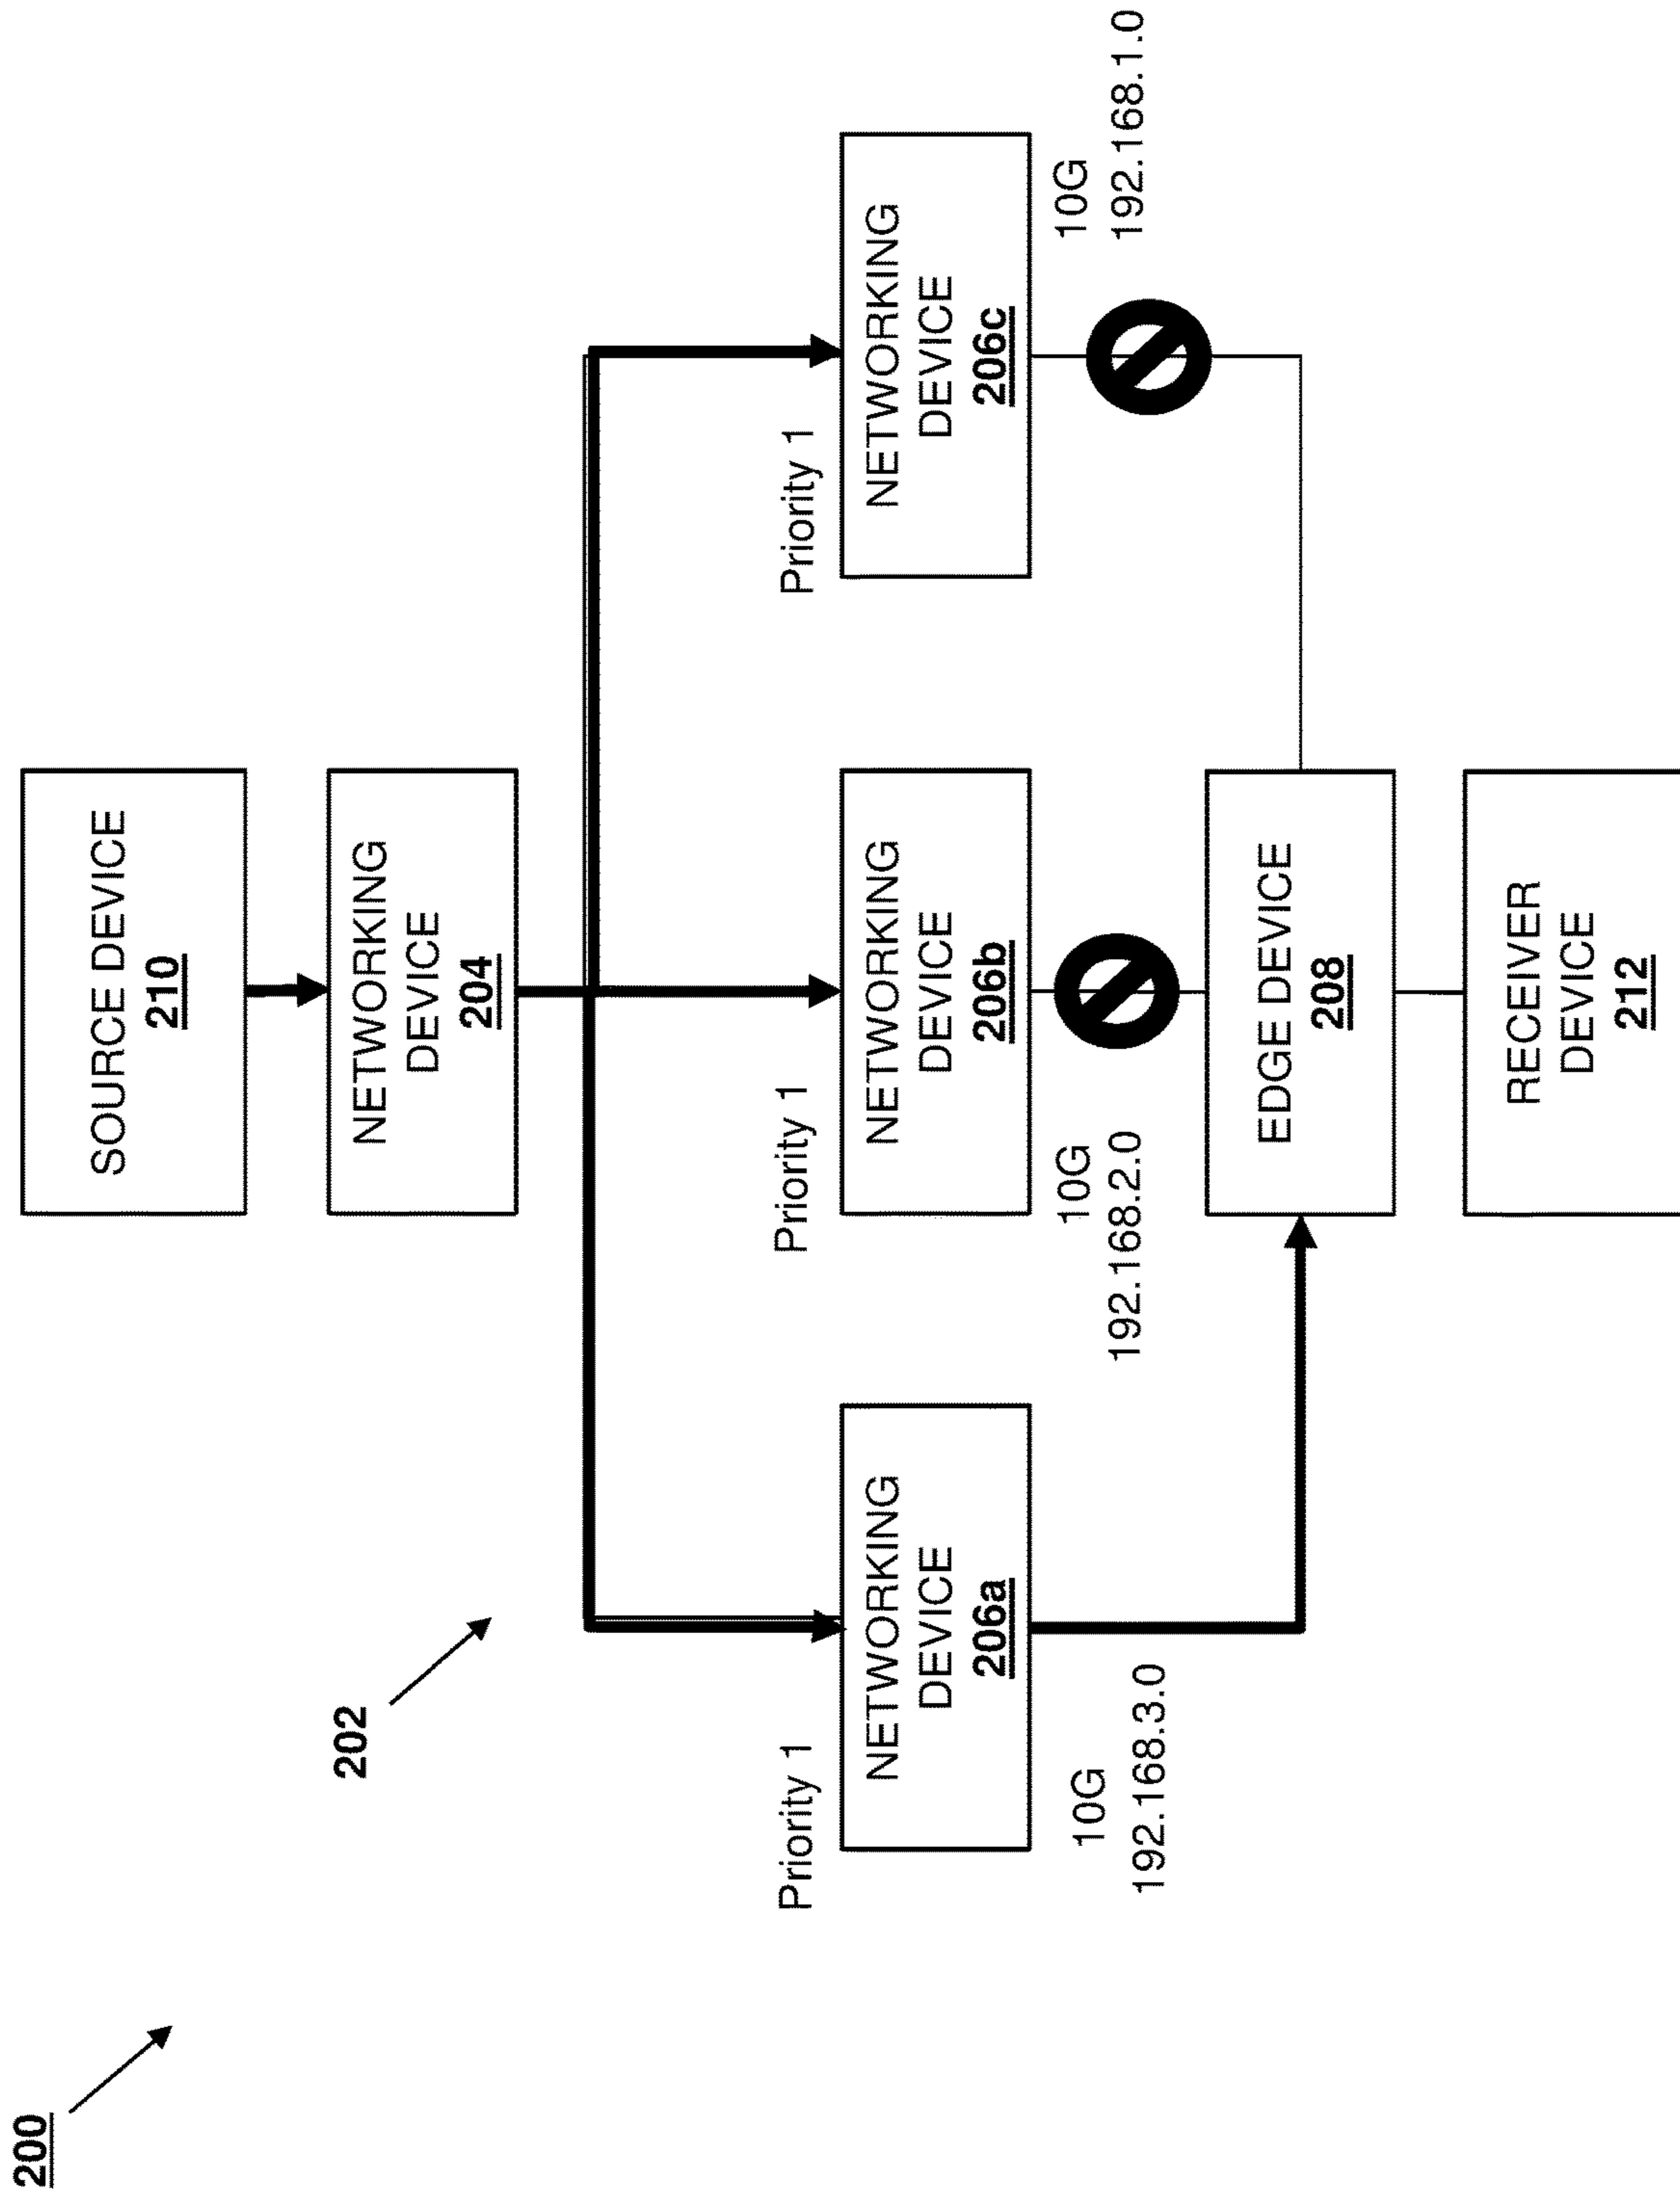 200
202
SOURCE DEVICE
210
NETWORKING
DEVICE
204
Priority 1
NETWORKING
DEVICE
206a
10G
192.168.3.0
Priority 1
NETWORKING
DEVICE
206b
10G
192.168.2.0
Priority 1
NETWORKING
DEVICE
206c
10G
192.168.1.0
EDGE DEVICE
208
RECEIVER
DEVICE
212